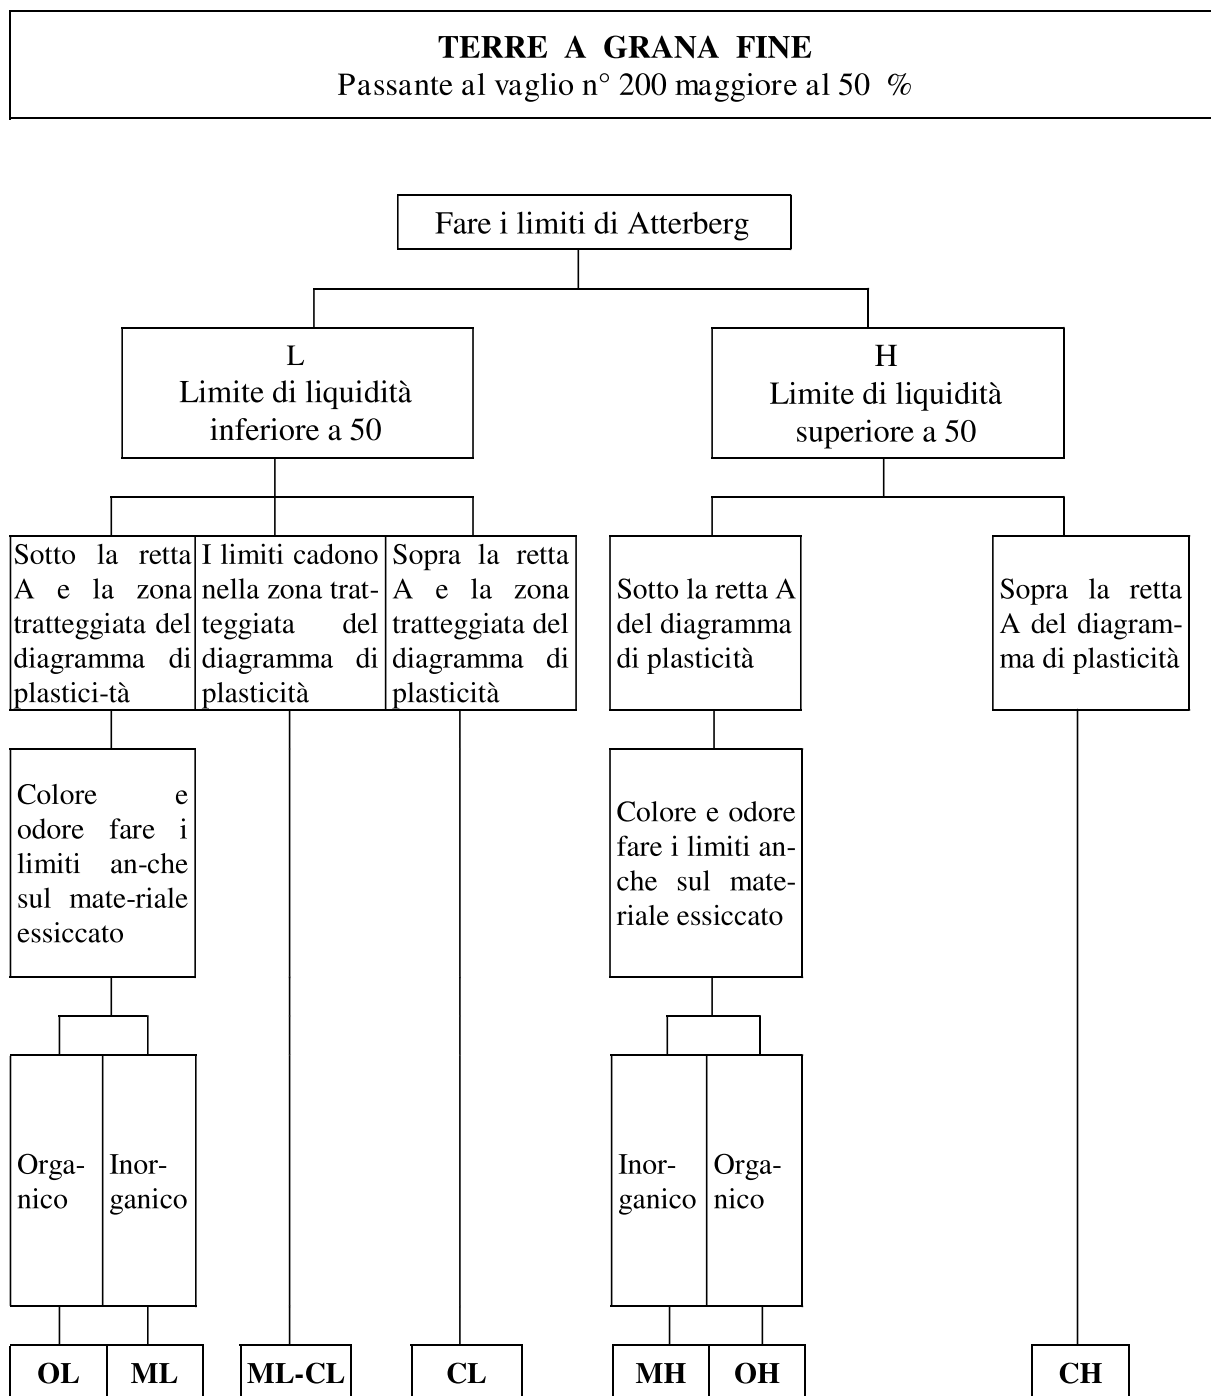 TERRE A GRANA FINE
Passante al vaglio n° 200 maggiore al 50 %
Fare i limiti di Atterberg
L
Limite di liquidità
inferiore a 50
H
Limite di liquidità
superiore a 50
Sotto la retta
A e la zona
tratteggiata del
diagramma di
plastici-tà
I limiti cadono
nella zona trat-
teggiata del
diagramma di
plasticità
Sopra la retta
A e la zona
tratteggiata del
diagramma di
plasticità
Sotto la retta A
del diagramma
di plasticità
Sopra la retta
A del diagram-
ma di plasticità
Colore e
odore fare i
limiti an-che
sul mate-riale
essiccato
Colore e odore
fare i limiti an-
che sul mate-
riale essiccato
Orga-
nico
Inor-
ganico
Inor-
ganico
Orga-
nico
OL
ML
ML-CL
CL
MH
OH
CH